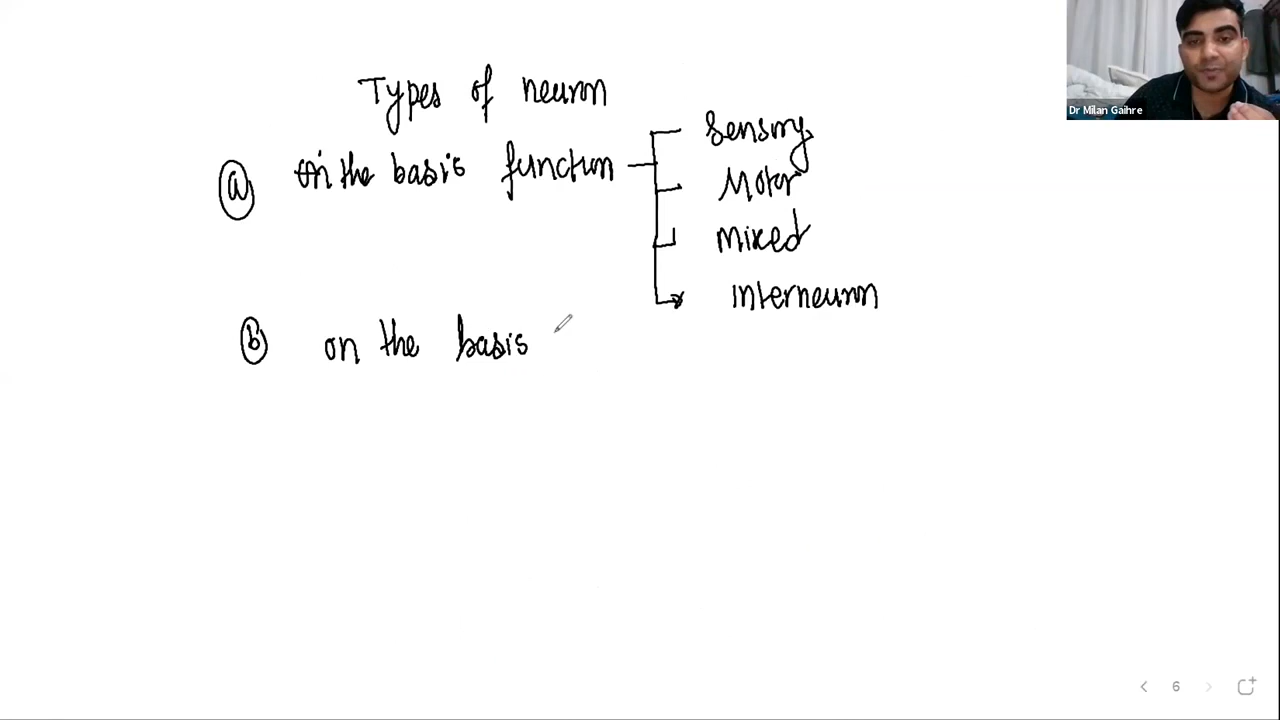 Types of neuron
Dr Milan Gaihre
a on the basis function
Sensory
Motor
Mixed
Interneuron
b on the basis
6